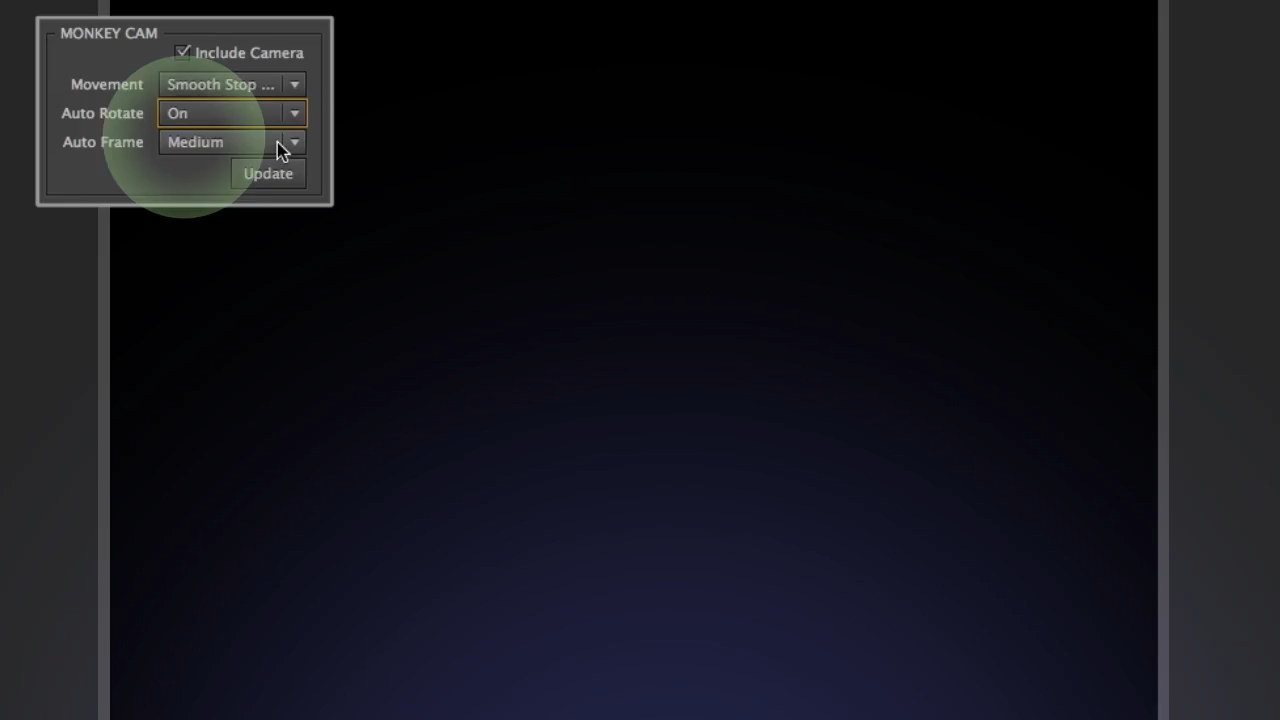 MONKEY CAM
Include Camera
Movement Smooth Stop ...
Auto Rotate On
Auto Frame Medium
Update